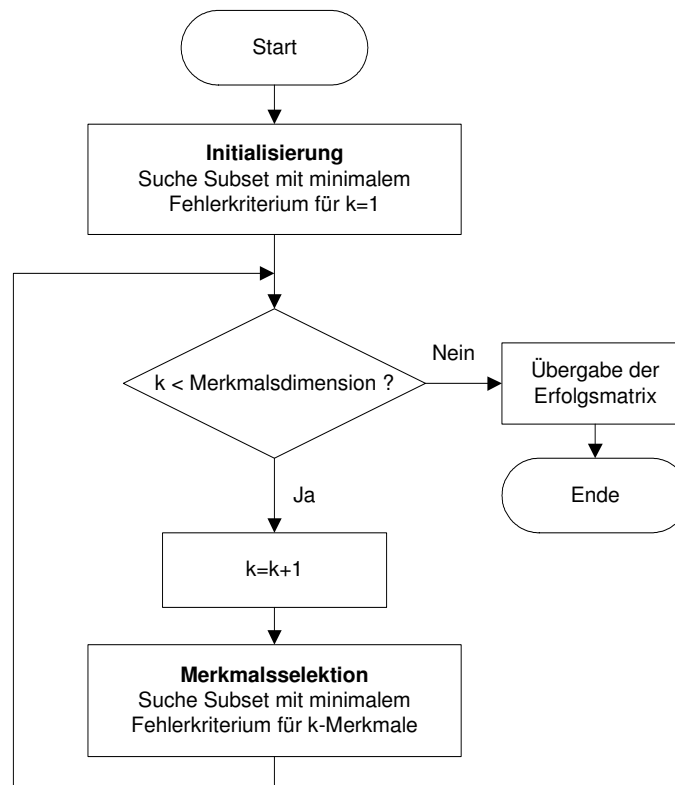 Start
Initialisierung
Suche Subset mit minimalem
Fehlerkriterium für k=1
k < Merkmalsdimension ?
Nein
Übergabe der
Erfolgsmatrix
Ende
Ja
k=k+1
Merkmalsselektion
Suche Subset mit minimalem
Fehlerkriterium für k-Merkmale